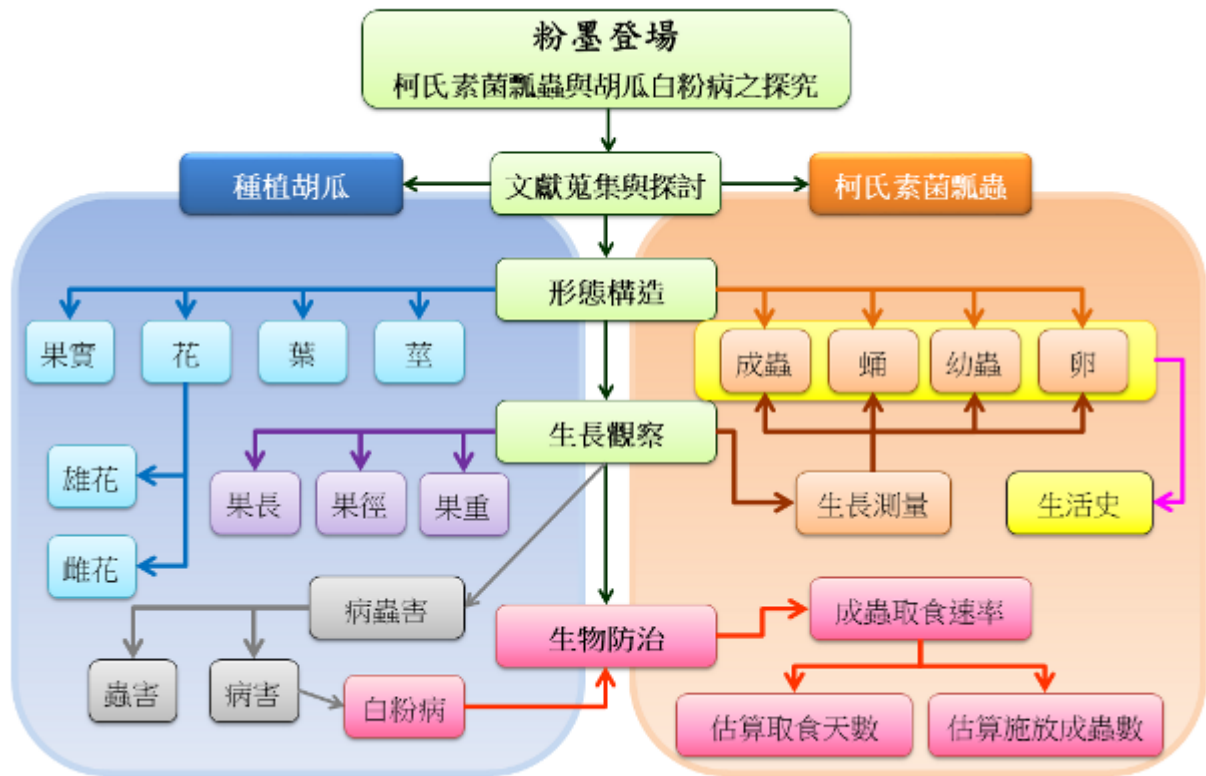 粉墨登場
柯氏素菌瓢蟲與胡瓜白粉病之探究
種植胡瓜
文獻蒐集與探討
柯氏素菌瓢蟲
形態構造
果實
花
葉
莖
成蟲
蛹
幼蟲
卵
生長觀察
雄花
果長
果徑
果重
生長測量
生活史
雌花
病蟲害
生物防治
成蟲取食速率
蟲害
病害
白粉病
估算取食天數
估算施放成蟲數